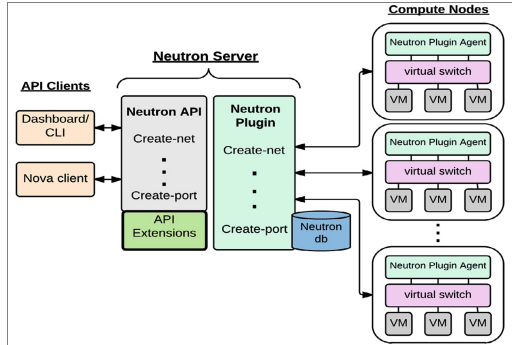 Compute Nodes
Neutron Server
API Clients
Dashboard/
CLI
Nova client
Neutron API
Create-net
Create-port
API
Extensions
Neutron
Plugin
Create-net
Create-port
Neutron
db
Neutron Plugin Agent
virtual switch
VM VM VM
Neutron Plugin Agent
virtual switch
VM VM VM
Neutron Plugin Agent
virtual switch
VM VM VM